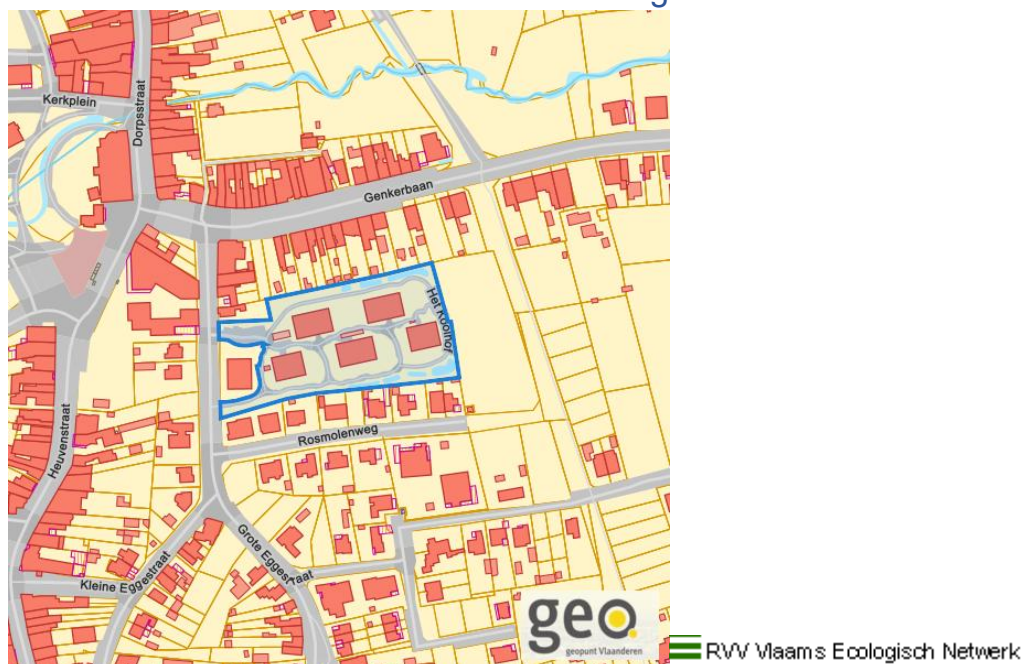 Kerkplein
Dorpsstraat
Genkerbaan
Het Koolhof
Heuvenstraat
Rosmolenweg
Grote Eggestraat
Kleine Eggestraat
geo.
geopunt Vlaanderen
RVV Vlaams Ecologisch Netwerk